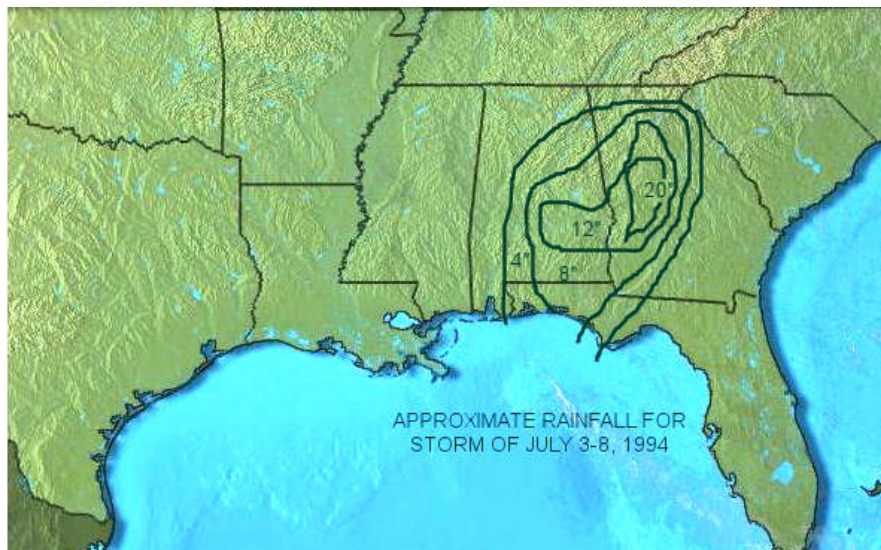 20"
12"
4"
8"
APPROXIMATE RAINFALL FOR
STORM OF JULY 3-8, 1994